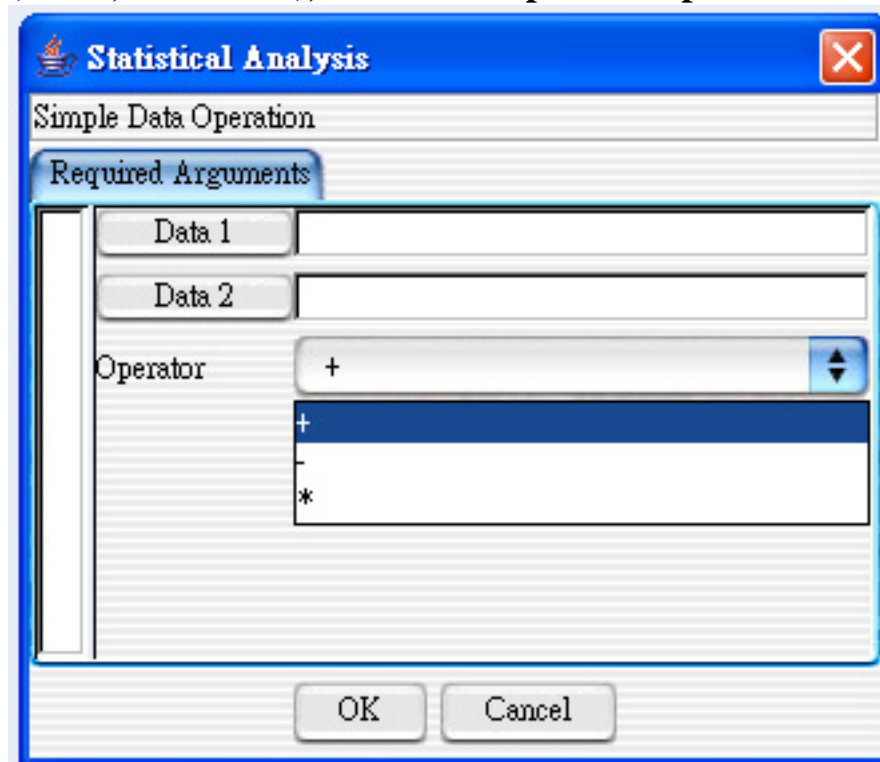 Statistical Analysis
Simple Data Operation
Required Arguments
Data 1
Data 2
Operator +
+
-
*
OK Cancel